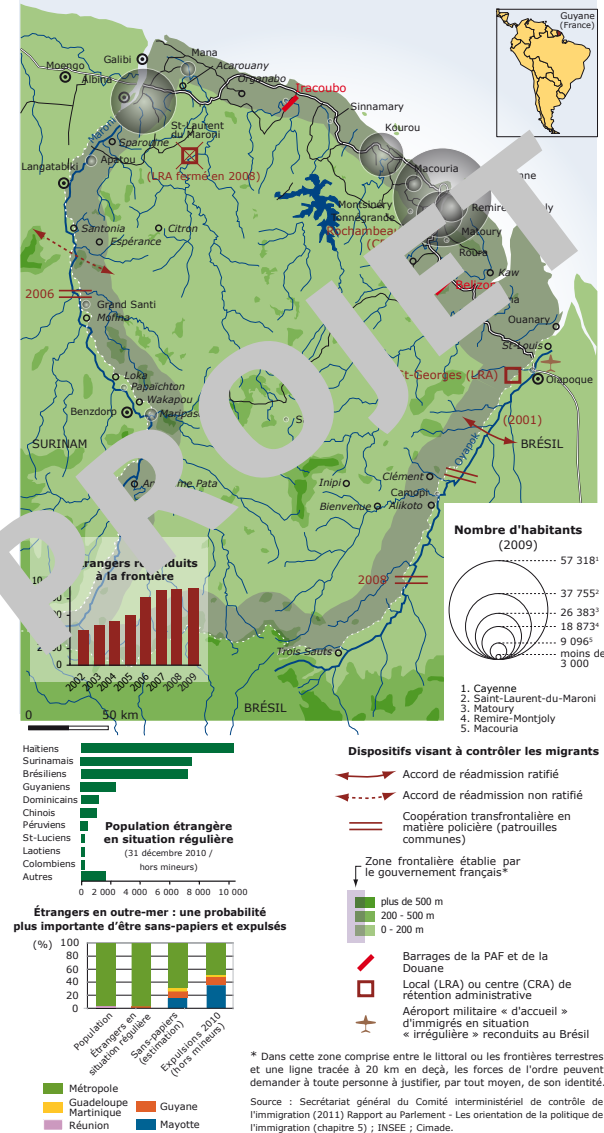 Guyane
(France)
Galibi
Mana
Moengo
Acarouany
Albina
Organabo
Iracoubo
Sinnamary
Maroni
St-Laurent
du Maroni
Kourou
Sparouine
Langatabiki
Apatou
(LRA fermé en 2008)
Macouria
Montsinéry
Tonnégrande
Rochambeau
Matoury
Roura
Santonia
Citron
Espérance
Kaw
2006
Grand Santi
Mofina
Ouanary
St-Louis
Loka
Papaïchton
Wakapou
St-Georges (LRA)
Oiapoque
Benzdoro
(2001)
SURINAM
BRÉSIL
Oyapok
Inipi
Clément
Camopi
Bienvenue
Alikoto
Étrangers reconduits
à la frontière
2008
0
2002 2003 2004 2005 2006 2007 2008 2009
Trois Sauts
BRÉSIL
0 50 km
PROJET
Nombre d'habitants
(2009)
57 318¹
37 755²
26 383³
18 873⁴
9 096⁵
moins de
3 000
1. Cayenne
2. Saint-Laurent-du-Maroni
3. Matoury
4. Remire-Montjoly
5. Macouria
Haïtiens
Surinamais
Brésiliens
Guyaniens
Dominicains
Chinois
Péruviens
St-Luciens
Laotiens
Colombiens
Autres
Population étrangère
en situation régulière
(31 décembre 2010 /
hors mineurs)
0 2 000 4 000 6 000 8 000 10 000
Étrangers en outre-mer : une probabilité
plus importante d'être sans-papiers et expulsés
(%)
100
80
60
40
20
0
Population
Étrangers en
situation régulière
Sans-papiers
(estimation)
Expulsions 2010
(hors mineurs)
Métropole
Guadeloupe
Martinique
Guyane
Réunion
Mayotte
Dispositifs visant à contrôler les migrants
Accord de réadmission ratifié
Accord de réadmission non ratifié
Coopération transfrontalière en
matière policière (patrouilles
communes)
Zone frontalière établie par
le gouvernement français*
plus de 500 m
200 - 500 m
0 - 200 m
Barrages de la PAF et de la
Douane
Local (LRA) ou centre (CRA) de
rétention administrative
Aéroport militaire « d'accueil »
d'immigrés en situation
« irrégulière » reconduits au Brésil
* Dans cette zone comprise entre le littoral ou les frontières terrestres
et une ligne tracée à 20 km en deçà, les forces de l'ordre peuvent
demander à toute personne à justifier, par tout moyen, de son identité.
Source : Secrétariat général du Comité interministériel de contrôle de
l'immigration (2011) Rapport au Parlement - Les orientation de la politique de
l'immigration (chapitre 5) ; INSEE ; Cimade.